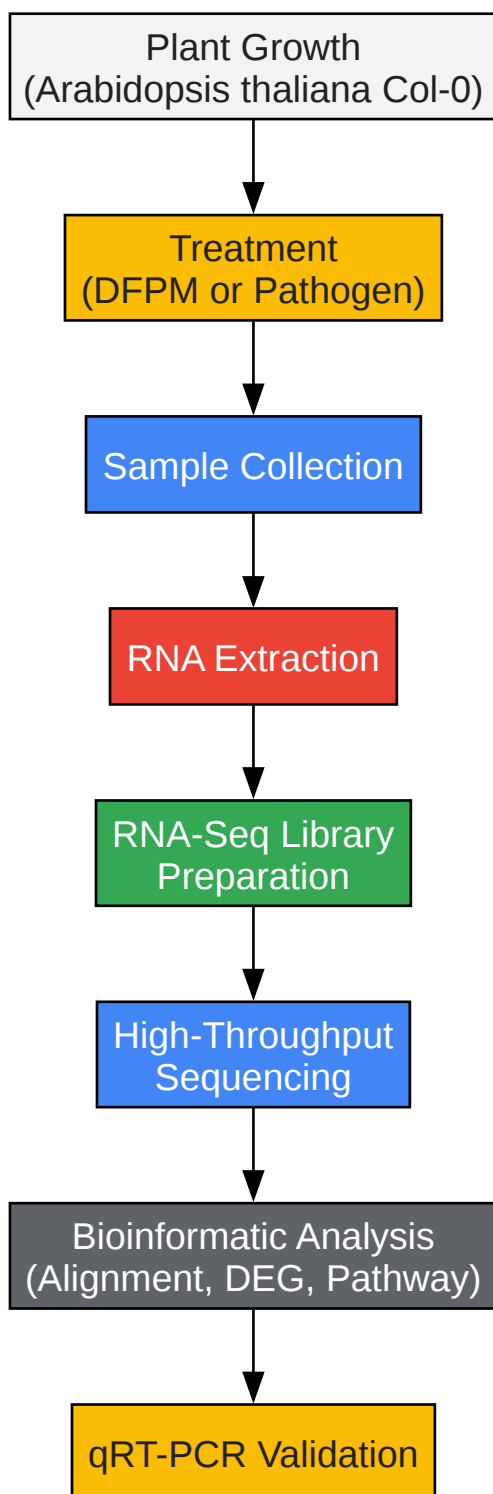 Plant Growth
(Arabidopsis thaliana Col-0)
Treatment
(DFPM or Pathogen)
Sample Collection
RNA Extraction
RNA-Seq Library
Preparation
High-Throughput
Sequencing
Bioinformatic Analysis
(Alignment, DEG, Pathway)
qRT-PCR Validation